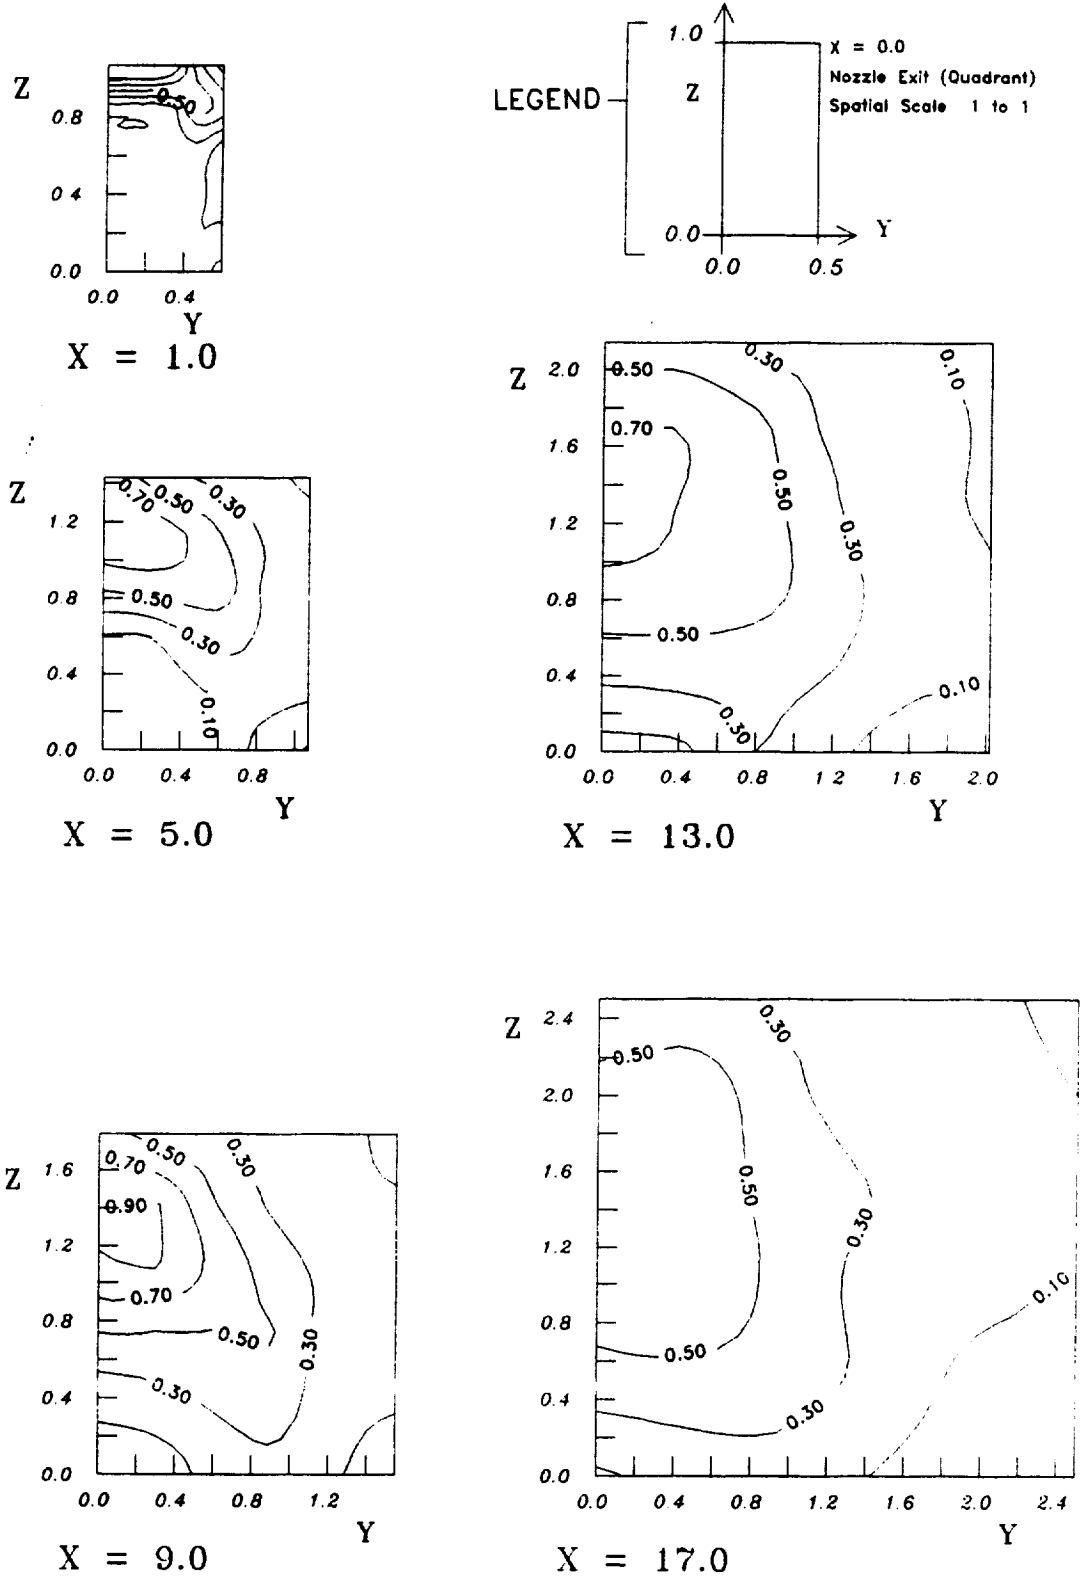 Z
0.8
0 4
0.0
0.50
0.0 0.4
Y
X = 1.0
LEGEND
1.0
Z
0.0
0.0 0.5
Y
X = 0.0
Nozzle Exit (Quadrant)
Spatial Scale 1 to 1
Z
1 2
0.8
0.4
0.0
0.70 0.50 0.30
0.50
0.30
0.10
0.0 0.4 0.8
Y
X = 5.0
Z
2.0
1.6
1.2
0.8
0.4
0.0
0.50 0.30 0.10
0.70
0.50
0.30
0.50
0.10
0.30
0.0 0.4 0.8 1 2 1.6 2.0
Y
X = 13.0
Z
1.6
1.2
0.8
0.4
0.0
0.50 0.30
0.70
0.90
0.70
0.50
0.30
0.30
0.0 0.4 0.8 1.2
Y
X = 9.0
Z
2.4
2.0
1.6
1.2
0.8
0.4
0.0
0.30
0.50
0.50
0.30
0.10
0.50
0.30
0.0 0.4 0.8 1.2 1.6 2.0 2.4
Y
X = 17.0